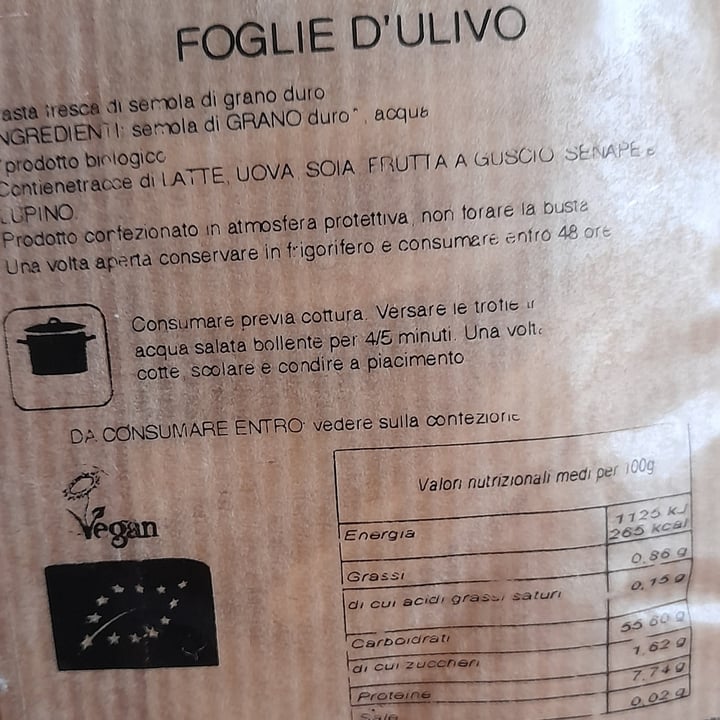 FOGLIE D'ULIVO
asta fresca di semola di grano duro
NGREDIENTI: semola di GRANO duro*, acqua
*prodotto biologico
Contienetracce di LATTE, UOVA, SOIA, FRUTTA A GUSCIO, SENAPE e
LUPINO.
Prodotto confezionato in atmosfera protettiva, non forare la busta
Una volta aperta conservare in frigorifero e consumare entro 48 ore
Consumare previa cottura. Versare le trofie in
acqua salata bollente per 4/5 minuti. Una volta
cotte, scolare e condire a piacimento
DA CONSUMARE ENTRO: vedere sulla confezione
Valori nutrizionali medi per 100g
Energia 1125 kJ
265 kcal
Grassi 0,86 g
di cui acidi grassi saturi 0,15 g
Carboidrati 55,60 g
di cui zuccheri 1,62 g
Proteine 7,74 g
Sale 0,02 g
Vegan